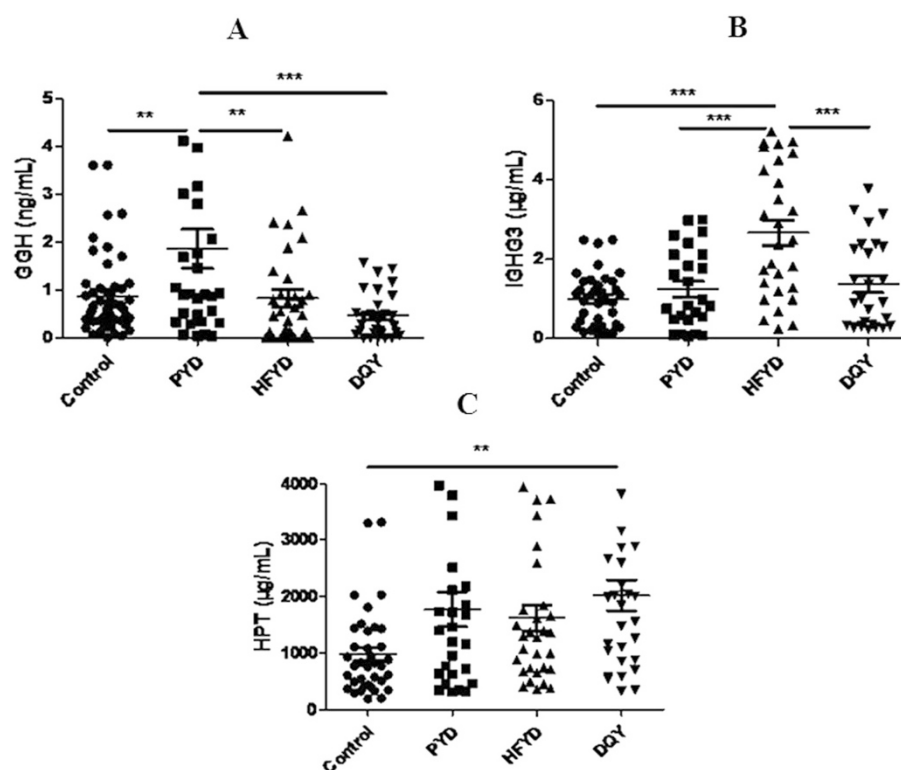 A
***
**
**
GGH (ng/mL)
5
4
3
2
1
0
Control
PYD
HFYD
DQY
B
***
***
***
IGHG3 (μg/mL)
6
4
2
0
Control
PYD
HFYD
DQY
C
**
HPT (μg/mL)
4000
3000
2000
1000
0
Control
PYD
HFYD
DQY